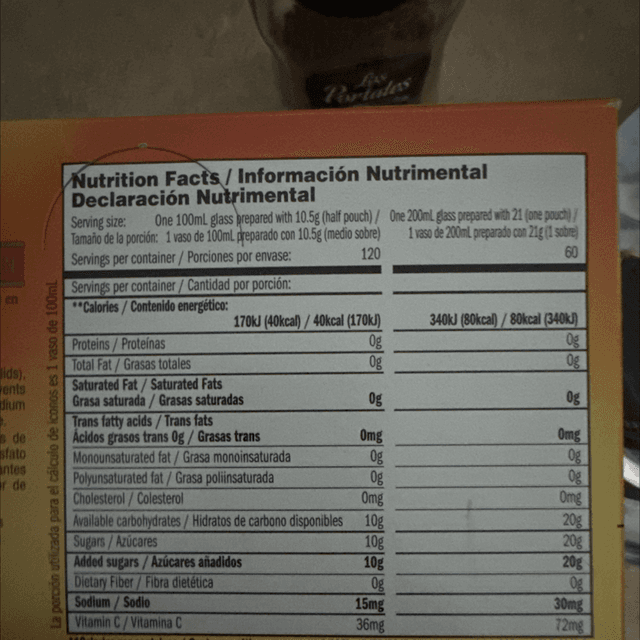 Los
Portales
Nutrition Facts / Información Nutrimental
Declaración Nutrimental
Serving size: One 100mL glass prepared with 10.5g (half pouch) / One 200mL glass prepared with 21 (one pouch) /
Tamaño de la porción: 1 vaso de 100mL preparado con 10.5g (medio sobre) 1 vaso de 200mL preparado con 21g (1 sobre)
Servings per container / Porciones por envase: 120 60
Servings per container / Cantidad por porción:
**Calories / Contenido energético:
170kJ (40kcal) / 40kcal (170kJ) 340kJ (80kcal) / 80kcal (340kJ)
Proteins / Proteínas 0g 0g
Total Fat / Grasas totales 0g 0g
Saturated Fat / Saturated Fats
Grasa saturada / Grasas saturadas 0g 0g
Trans fatty acids / Trans fats
Ácidos grasos trans 0g / Grasas trans 0mg 0mg
Monounsaturated fat / Grasa monoinsaturada 0g 0g
Polyunsaturated fat / Grasa poliinsaturada 0g 0g
Cholesterol / Colesterol 0mg 0mg
Available carbohydrates / Hidratos de carbono disponibles 10g 20g
Sugars / Azúcares 10g 20g
Added sugars / Azúcares añadidos 10g 20g
Dietary Fiber / Fibra dietética 0g 0g
Sodium / Sodio 15mg 30mg
Vitamin C / Vitamina C 36mg 72mg
La porción utilizada para el cálculo de iconos es 1 vaso de 100mL
en
de
de